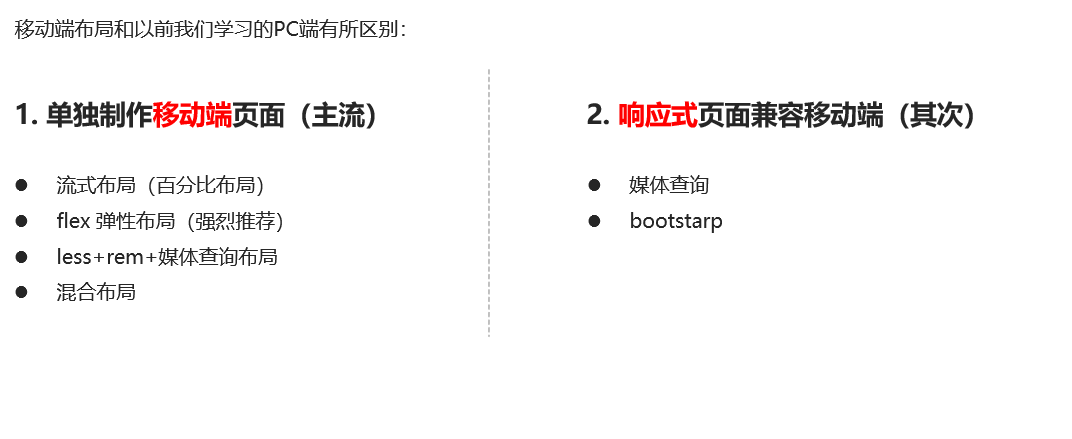 移动端布局和以前我们学习的PC端有所区别：
1. 单独制作移动端页面（主流）
● 流式布局（百分比布局）
● flex 弹性布局（强烈推荐）
● less+rem+媒体查询布局
● 混合布局
2. 响应式页面兼容移动端（其次）
● 媒体查询
● bootstarp